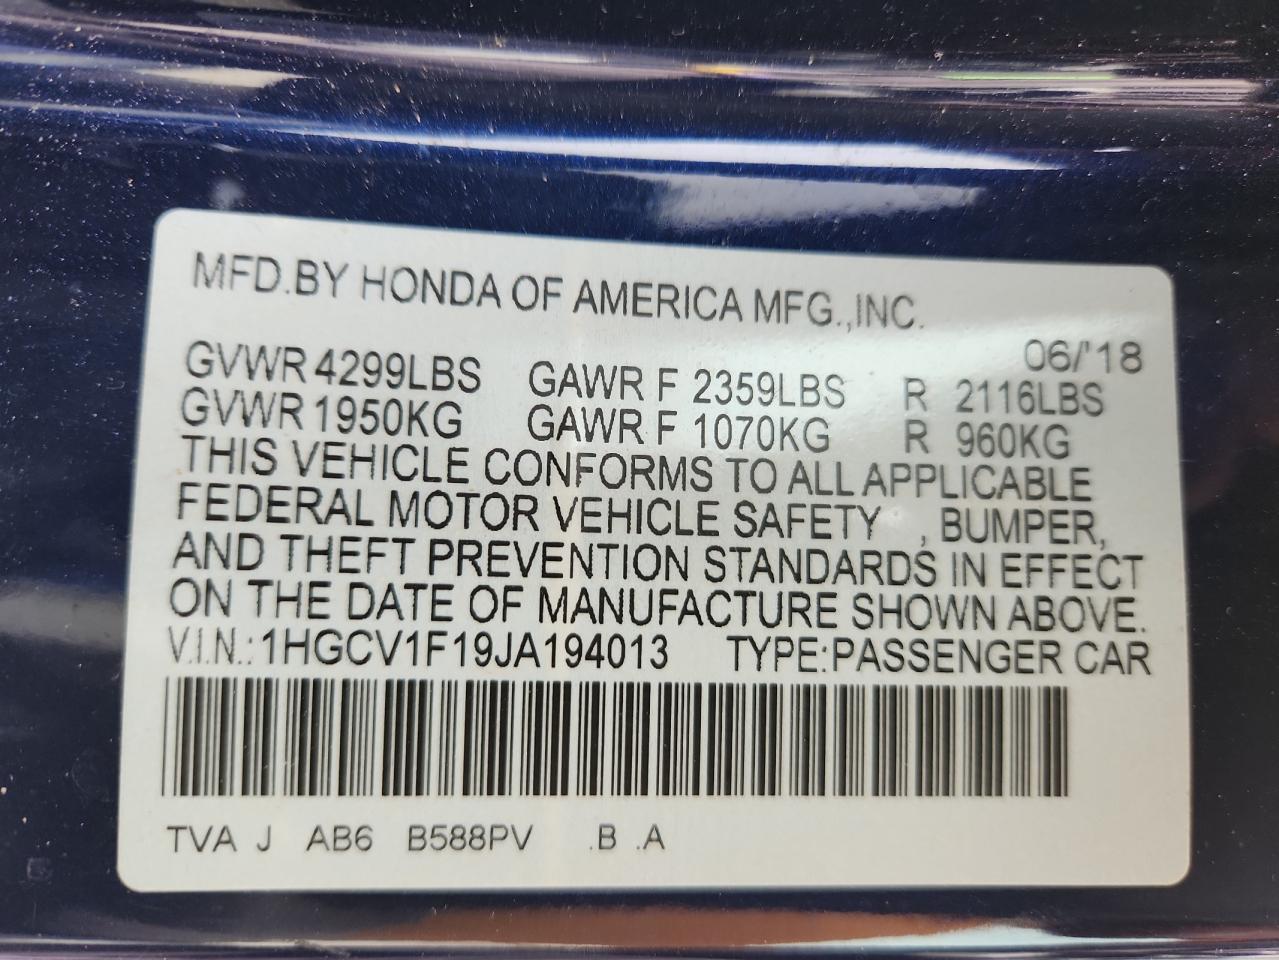 MFD.BY HONDA OF AMERICA MFG.,INC.
06/'18
GVWR 4299LBS GAWR F 2359LBS R 2116LBS
GVWR 1950KG GAWR F 1070KG R 960KG
THIS VEHICLE CONFORMS TO ALL APPLICABLE
FEDERAL MOTOR VEHICLE SAFETY , BUMPER,
AND THEFT PREVENTION STANDARDS IN EFFECT
ON THE DATE OF MANUFACTURE SHOWN ABOVE.
V.I.N.: 1HGCV1F19JA194013 TYPE:PASSENGER CAR
TVA J AB6 B588PV .B .A